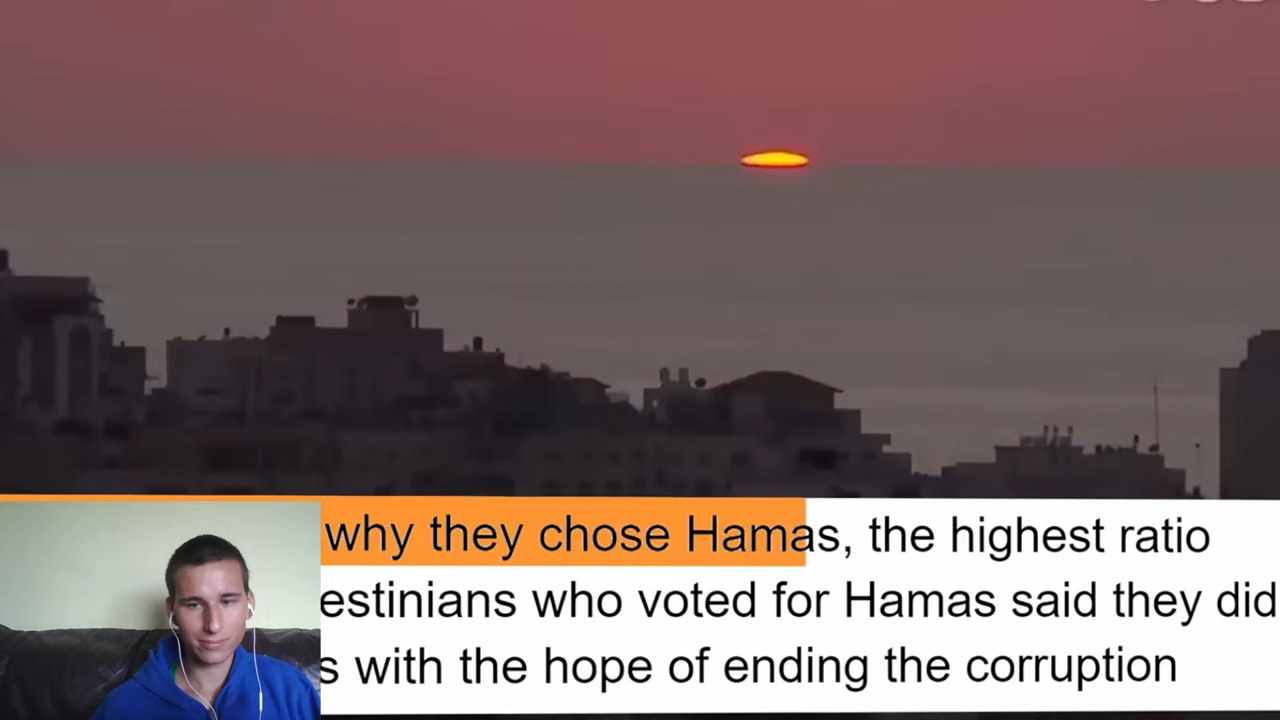 why they chose Hamas, the highest ratio
estinians who voted for Hamas said they did
s with the hope of ending the corruption